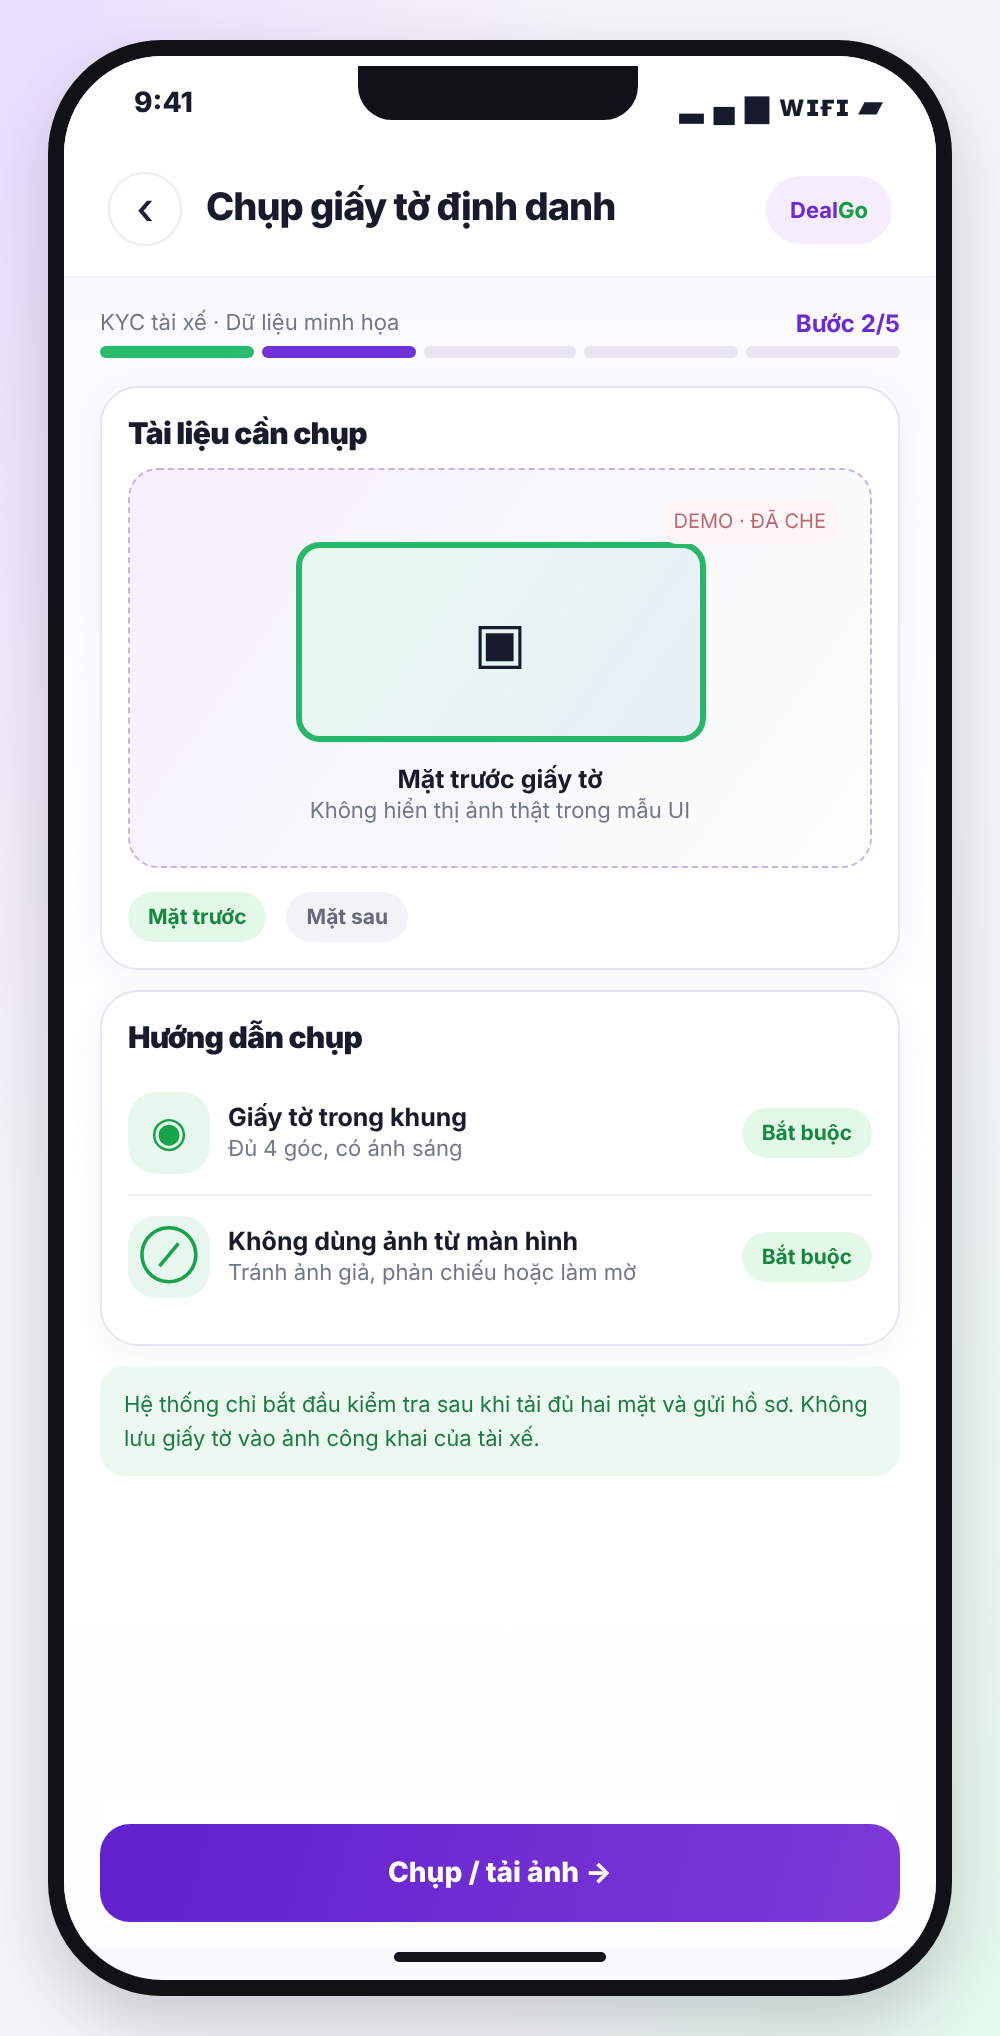 9:41
WIFI
Chụp giấy tờ định danh
DealGo
KYC tài xế · Dữ liệu minh họa
Bước 2/5
Tài liệu cần chụp
DEMO · ĐÃ CHE
Mặt trước giấy tờ
Không hiển thị ảnh thật trong mẫu UI
Mặt trước
Mặt sau
Hướng dẫn chụp
Giấy tờ trong khung
Đủ 4 góc, có ánh sáng
Bắt buộc
Không dùng ảnh từ màn hình
Tránh ảnh giả, phản chiếu hoặc làm mờ
Bắt buộc
Hệ thống chỉ bắt đầu kiểm tra sau khi tải đủ hai mặt và gửi hồ sơ. Không
lưu giấy tờ vào ảnh công khai của tài xế.
Chụp / tải ảnh →